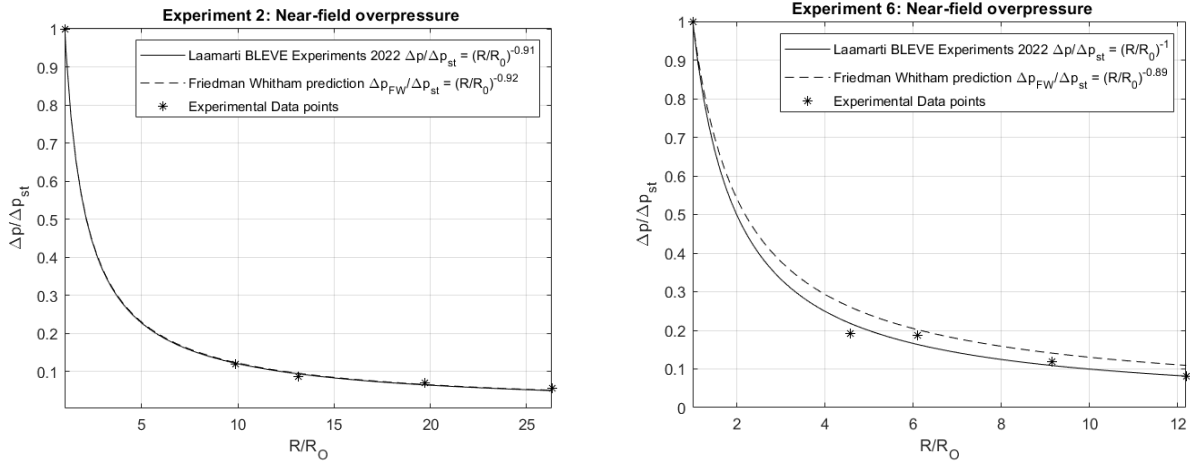 Experiment 2: Near-field overpressure
Laamarti BLEVE Experiments 2022 Δp/Δp_st = (R/R_0)^-0.91
Friedman Whitham prediction Δp_FW/Δp_st = (R/R_0)^-0.92
Experimental Data points
1
0.9
0.8
0.7
0.6
0.5
0.4
0.3
0.2
0.1
Δp/Δp_st
5
10
15
20
25
R/R_O
Experiment 6: Near-field overpressure
Laamarti BLEVE Experiments 2022 Δp/Δp_st = (R/R_0)^-1
Friedman Whitham prediction Δp_FW/Δp_st = (R/R_0)^-0.89
Experimental Data points
1
0.9
0.8
0.7
0.6
0.5
0.4
0.3
0.2
0.1
0
Δp/Δp_st
2
4
6
8
10
12
R/R_O